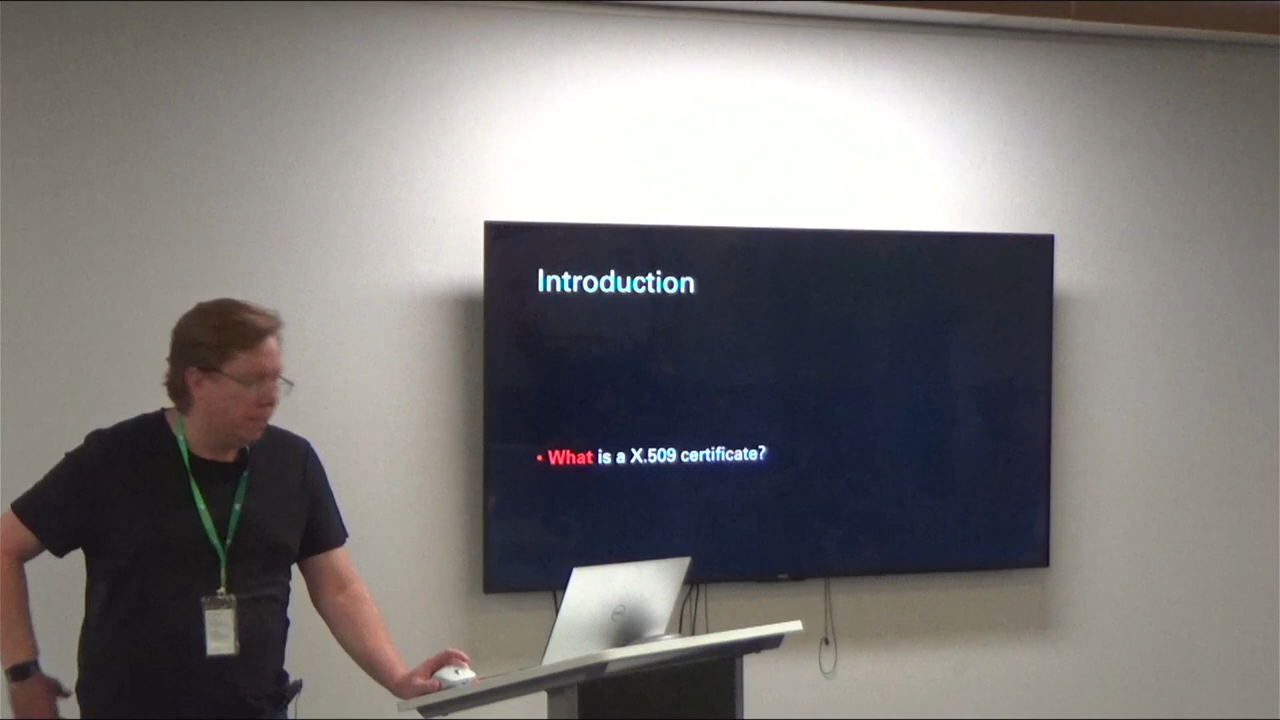 Introduction
• What is a X.509 certificate?